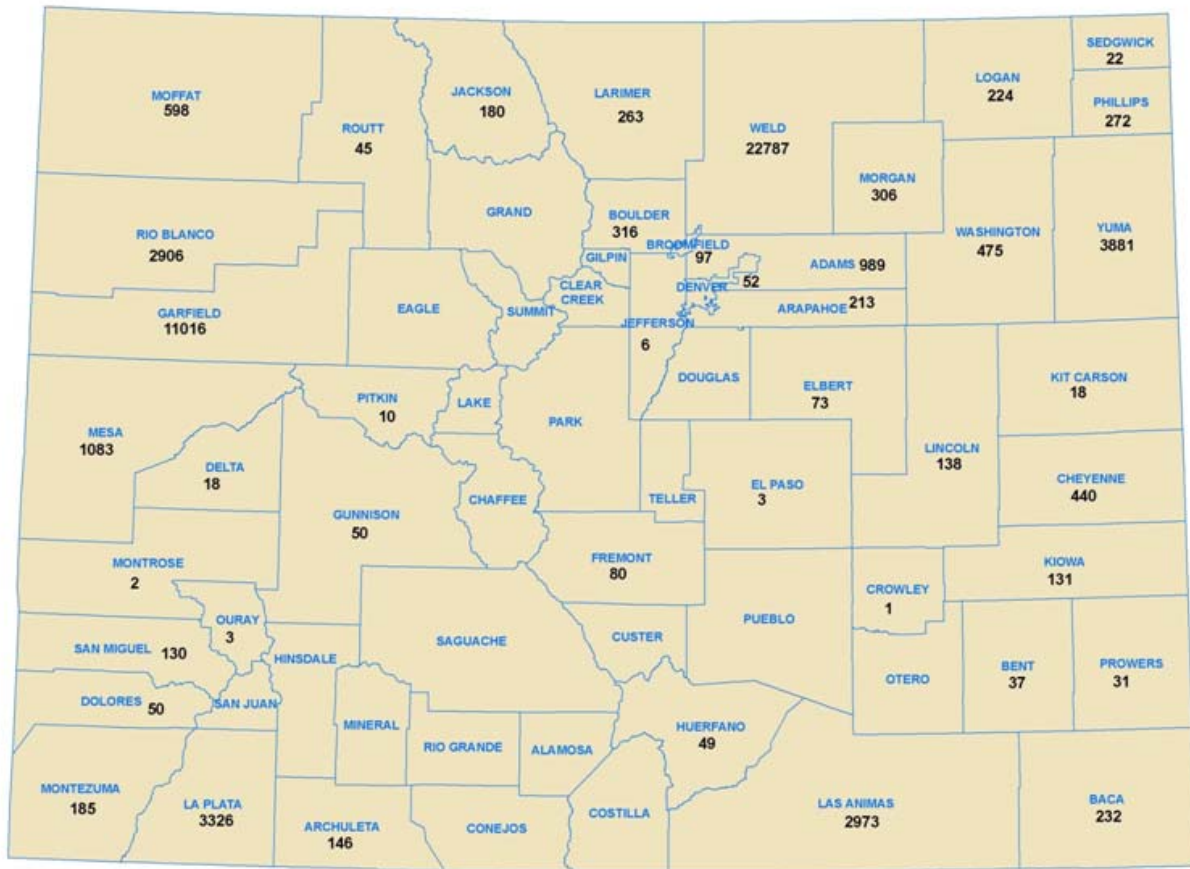 SEDGWICK
22
LOGAN
224
MOFFAT
598
JACKSON
180
LARIMER
263
PHILLIPS
272
ROUTT
45
WELD
22787
MORGAN
306
GRAND
BOULDER
316
RIO BLANCO
2906
WASHINGTON
475
YUMA
3881
BROOMFIELD
97
GILPIN
ADAMS 989
52
CLEAR
CREEK
DENVER
EAGLE
SUMMIT
ARAPAHOE 213
GARFIELD
11016
JEFFERSON
6
DOUGLAS
ELBERT
73
KIT CARSON
18
PITKIN
10
LAKE
PARK
MESA
1083
DELTA
18
LINCOLN
138
CHEYENNE
440
CHAFFEE
TELLER
EL PASO
3
GUNNISON
50
FREMONT
80
MONTROSE
2
KIOWA
131
CROWLEY
1
OURAY
3
PUEBLO
SAGUACHE
CUSTER
SAN MIGUEL 130
HINSDALE
BENT
37
PROWERS
31
OTERO
DOLORES 50
SAN JUAN
MINERAL
HUERFANO
49
RIO GRANDE
ALAMOSA
MONTEZUMA
185
LA PLATA
3326
LAS ANIMAS
2973
BACA
232
COSTILLA
ARCHULETA
146
CONEJOS